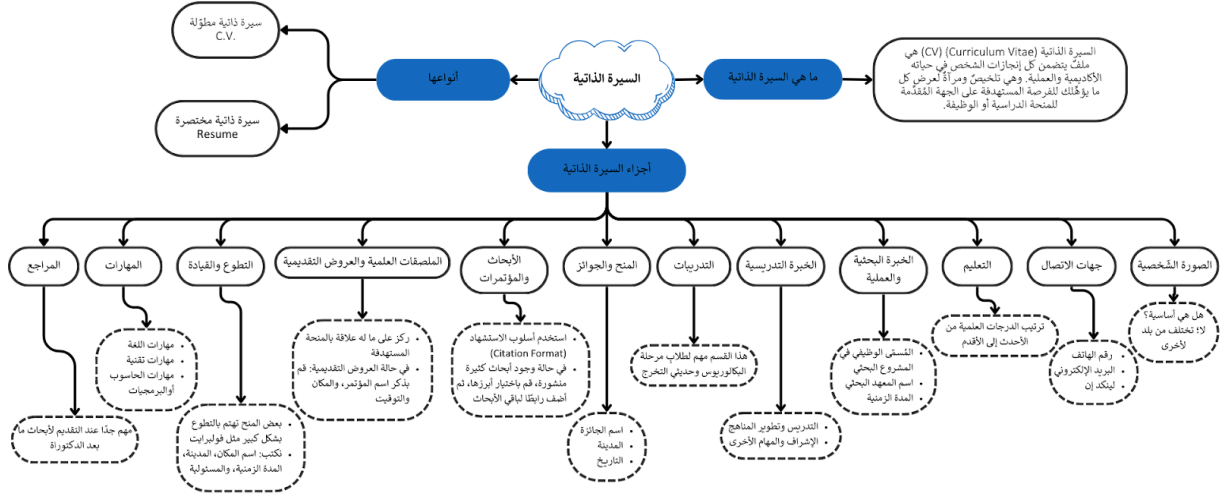 السيرة الذاتية
ما هي السيرة الذاتية
السيرة الذاتية (Curriculum Vitae) (CV) هي
ملفّ يتضمن كل إنجازات الشخص في حياته
الأكاديمية والعملية. وهي تلخيصٌ ومرآةٌ لعرض كل
ما يؤهّلك للفرصة المستهدفة على الجهة المُقدِّمة
للمنحة الدراسية أو الوظيفة.
أنواعها
سيرة ذاتية مطوّلة
C.V.
سيرة ذاتية مختصرة
Resume
أجزاء السيرة الذاتية
الصورة الشّخصية
هل هي أساسية؟
لا؛ تختلف من بلد
لأخرى
جهات الاتصال
رقم الهاتف
البريد الإلكتروني
لينكد إن
التعليم
ترتيب الدرجات العلمية من
الأحدث إلى الأقدم
الخبرة البحثية
والعملية
المُسمّى الوظيفي في
المشروع البحثي
اسم المعهد البحثي
المدة الزمنية
الخبرة التدريسية
التدريس وتطوير المناهج
الإشراف والمهام الأخرى
التدريبات
هذا القسم مهم لطلاب مرحلة
البكالوريوس وحديثي التخرج
المنح والجوائز
اسم الجائزة
المدينة
التاريخ
الأبحاث
والمؤتمرات
استخدم أسلوب الاستشهاد
(Citation Format)
في حالة وجود أبحاث كثيرة
منشورة، قم باختيار أبرزها، ثم
أضف رابطًا لباقي الأبحاث
الملصقات العلمية والعروض التقديمية
ركز على ما له علاقة بالمنحة
المستهدفة
في حالة العروض التقديمية: قم
بذكر اسم المؤتمر، والمكان
والتوقيت
التطوع والقيادة
بعض المنح تهتم بالتطوع
بشكل كبير مثل فولبرايت
نكتب: اسم المكان، المدينة،
المدة الزمنية، والمسئولية
المهارات
مهارات اللغة
مهارات تقنية
مهارات الحاسوب
أوالبرمجيات
المراجع
مهم جدًا عند التقديم لأبحاث ما
بعد الدكتوراة